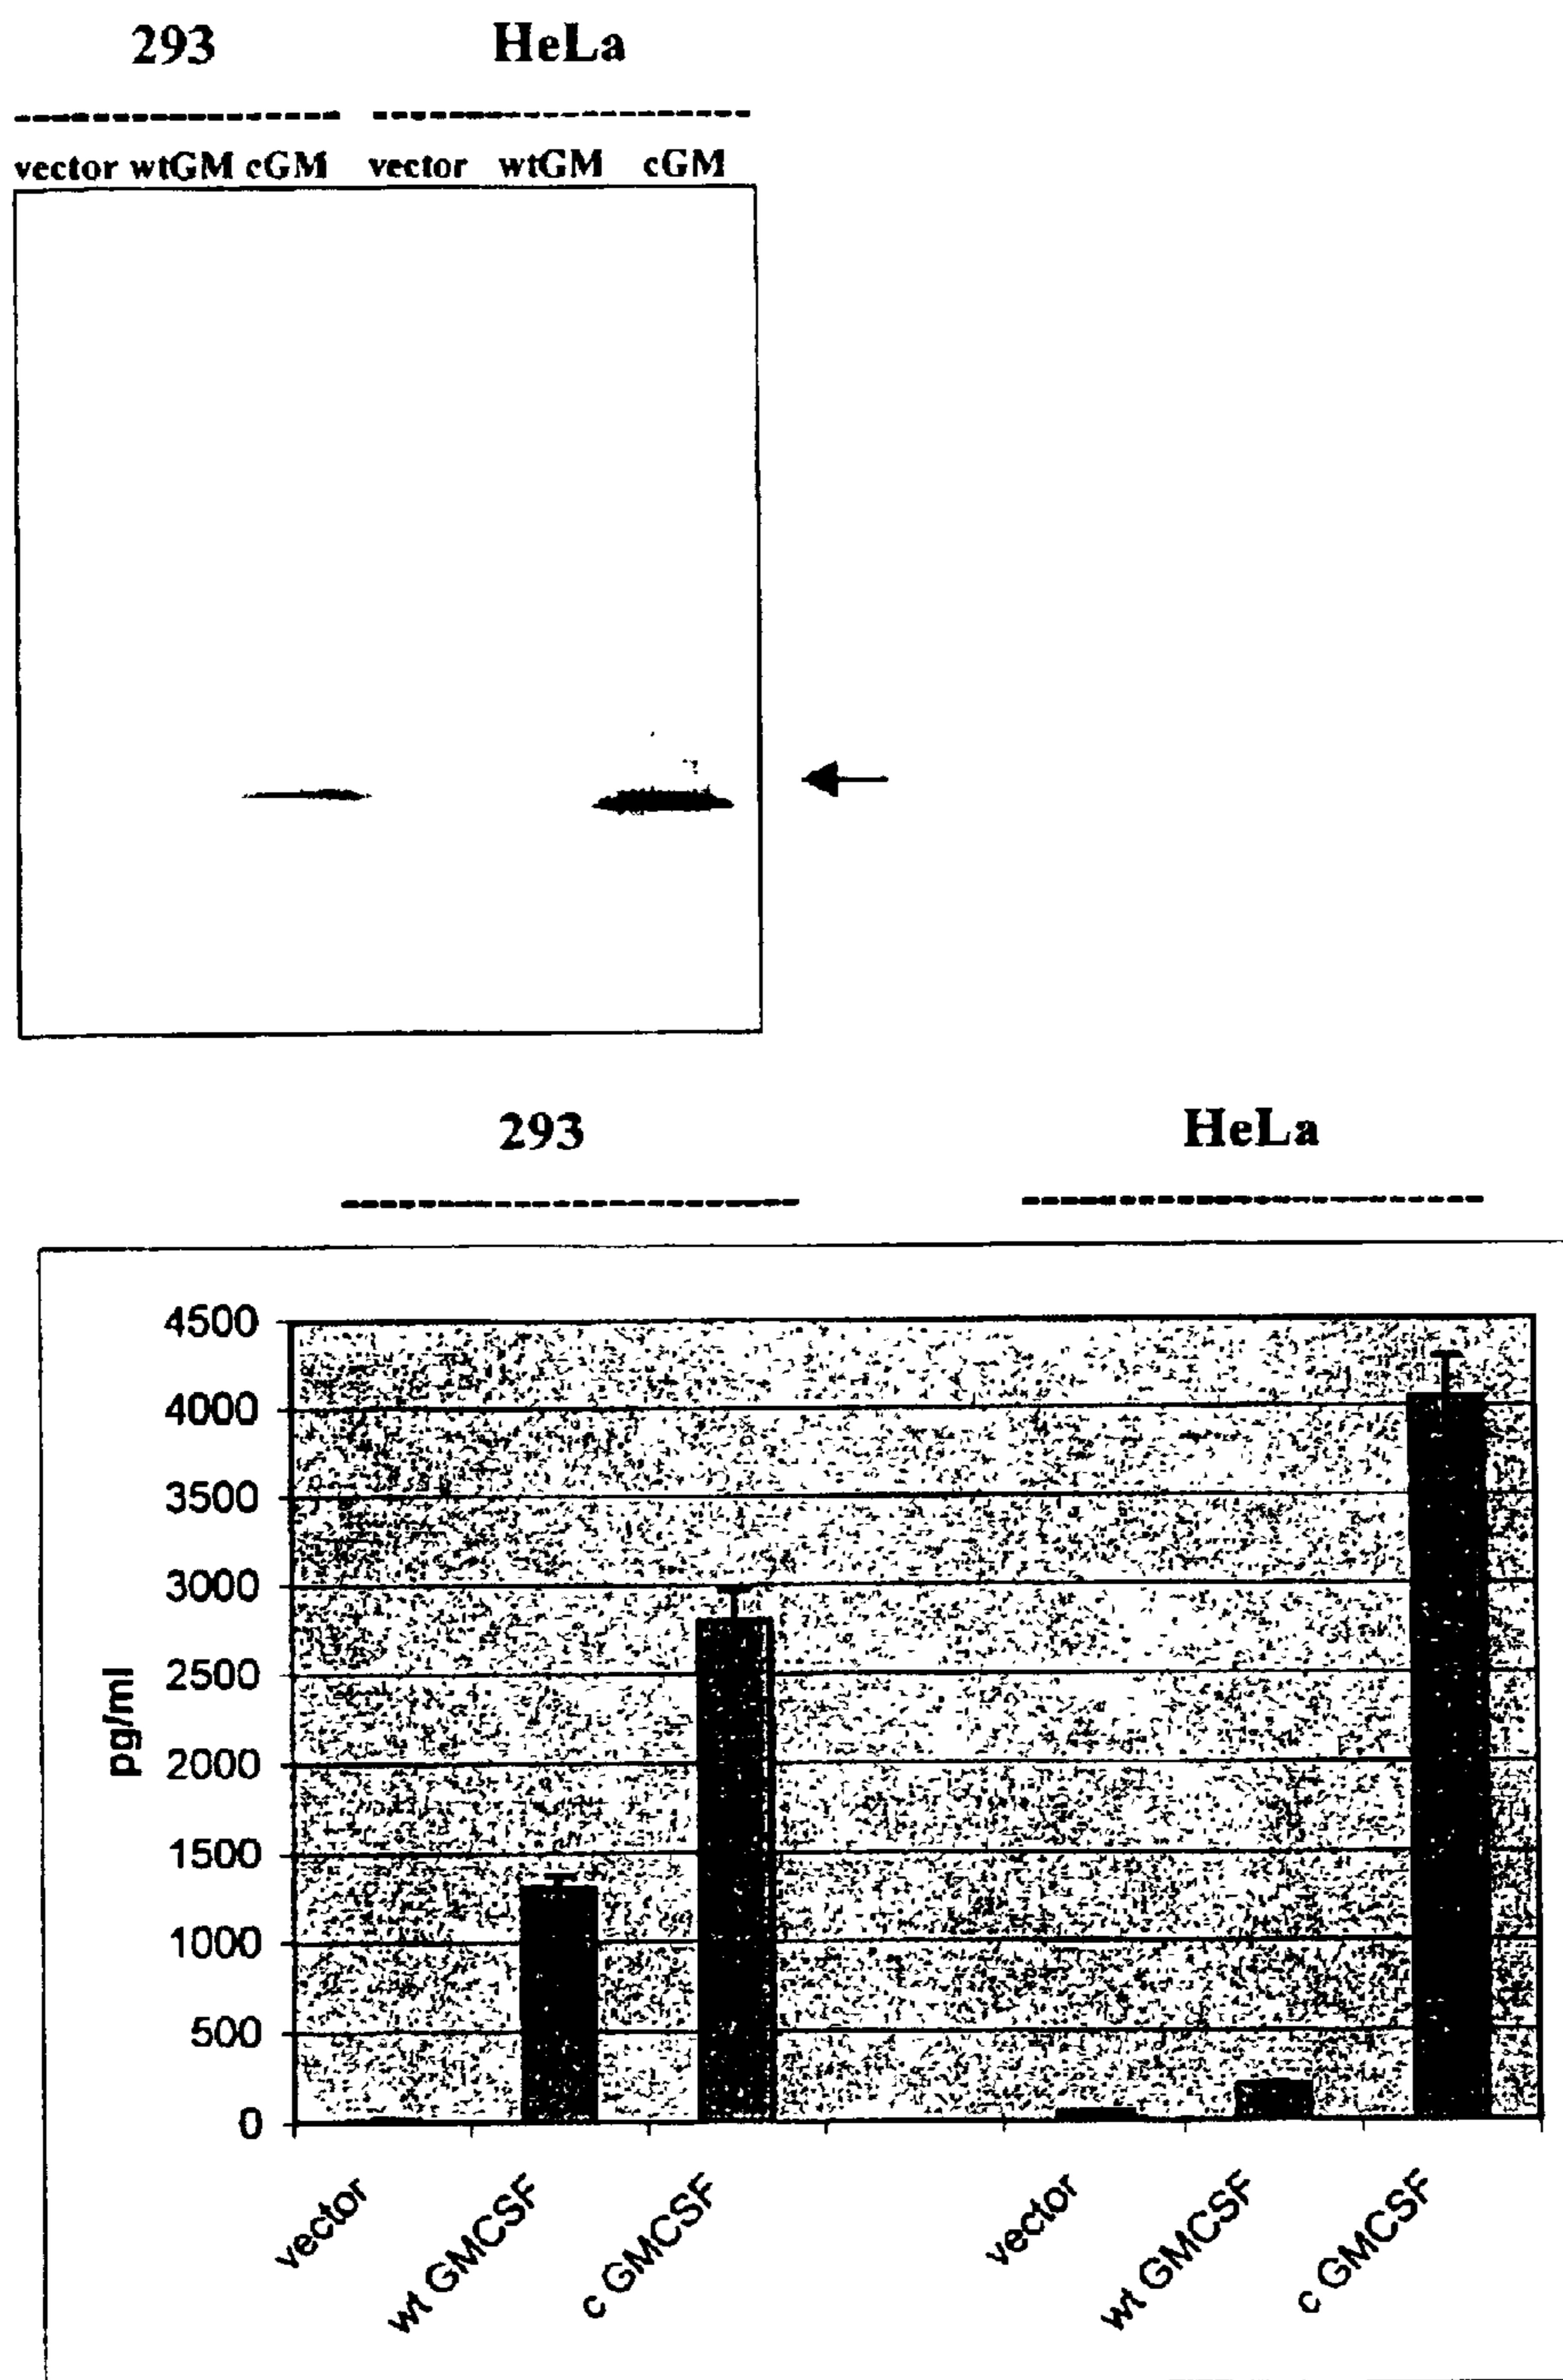 293 HeLa
vector wtGM cGM vector wtGM cGM
293 HeLa
4500
4000
3500
3000
2500
2000
1500
1000
500
0
pg/ml
vector wt GMCSF c GMCSF vector wt GMCSF c GMCSF